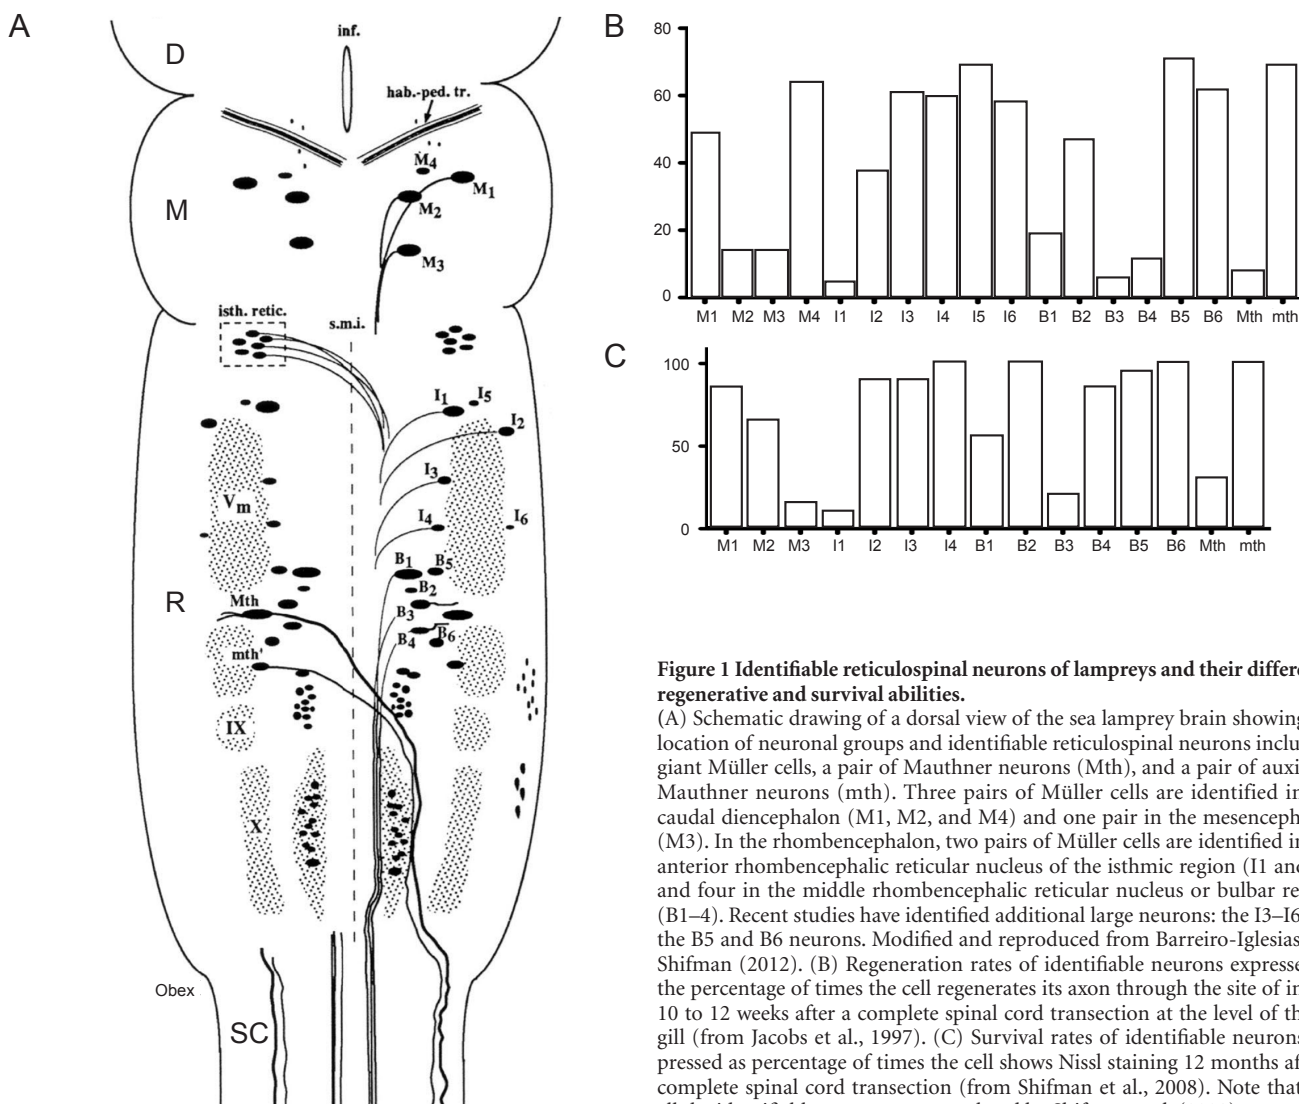 A
D
inf.
hab.-ped. tr.
M4
M1
M
M2
M3
isth. retic.
s.m.i.
I1
I5
I2
I3
Vm
I4
I6
B1
B5
B2
R
Mth
B3
B4
B6
mth'
IX
X
Obex
SC
B
80
60
40
20
0
M1 M2 M3 M4 I1 I2 I3 I4 I5 I6 B1 B2 B3 B4 B5 B6 Mth mth
C
100
50
0
M1 M2 M3 I1 I2 I3 I4 B1 B2 B3 B4 B5 B6 Mth mth
Figure 1 Identifiable reticulospinal neurons of lampreys and their differe
regenerative and survival abilities.
(A) Schematic drawing of a dorsal view of the sea lamprey brain showing
location of neuronal groups and identifiable reticulospinal neurons inclu
giant Müller cells, a pair of Mauthner neurons (Mth), and a pair of auxi
Mauthner neurons (mth). Three pairs of Müller cells are identified in
caudal diencephalon (M1, M2, and M4) and one pair in the mesenceph
(M3). In the rhombencephalon, two pairs of Müller cells are identified in
anterior rhombencephalic reticular nucleus of the isthmic region (I1 and
and four in the middle rhombencephalic reticular nucleus or bulbar re
(B1–4). Recent studies have identified additional large neurons: the I3–I6
the B5 and B6 neurons. Modified and reproduced from Barreiro-Iglesias
Shifman (2012). (B) Regeneration rates of identifiable neurons expresse
the percentage of times the cell regenerates its axon through the site of in
10 to 12 weeks after a complete spinal cord transection at the level of th
gill (from Jacobs et al., 1997). (C) Survival rates of identifiable neurons
pressed as percentage of times the cell shows Nissl staining 12 months af
complete spinal cord transection (from Shifman et al., 2008). Note that